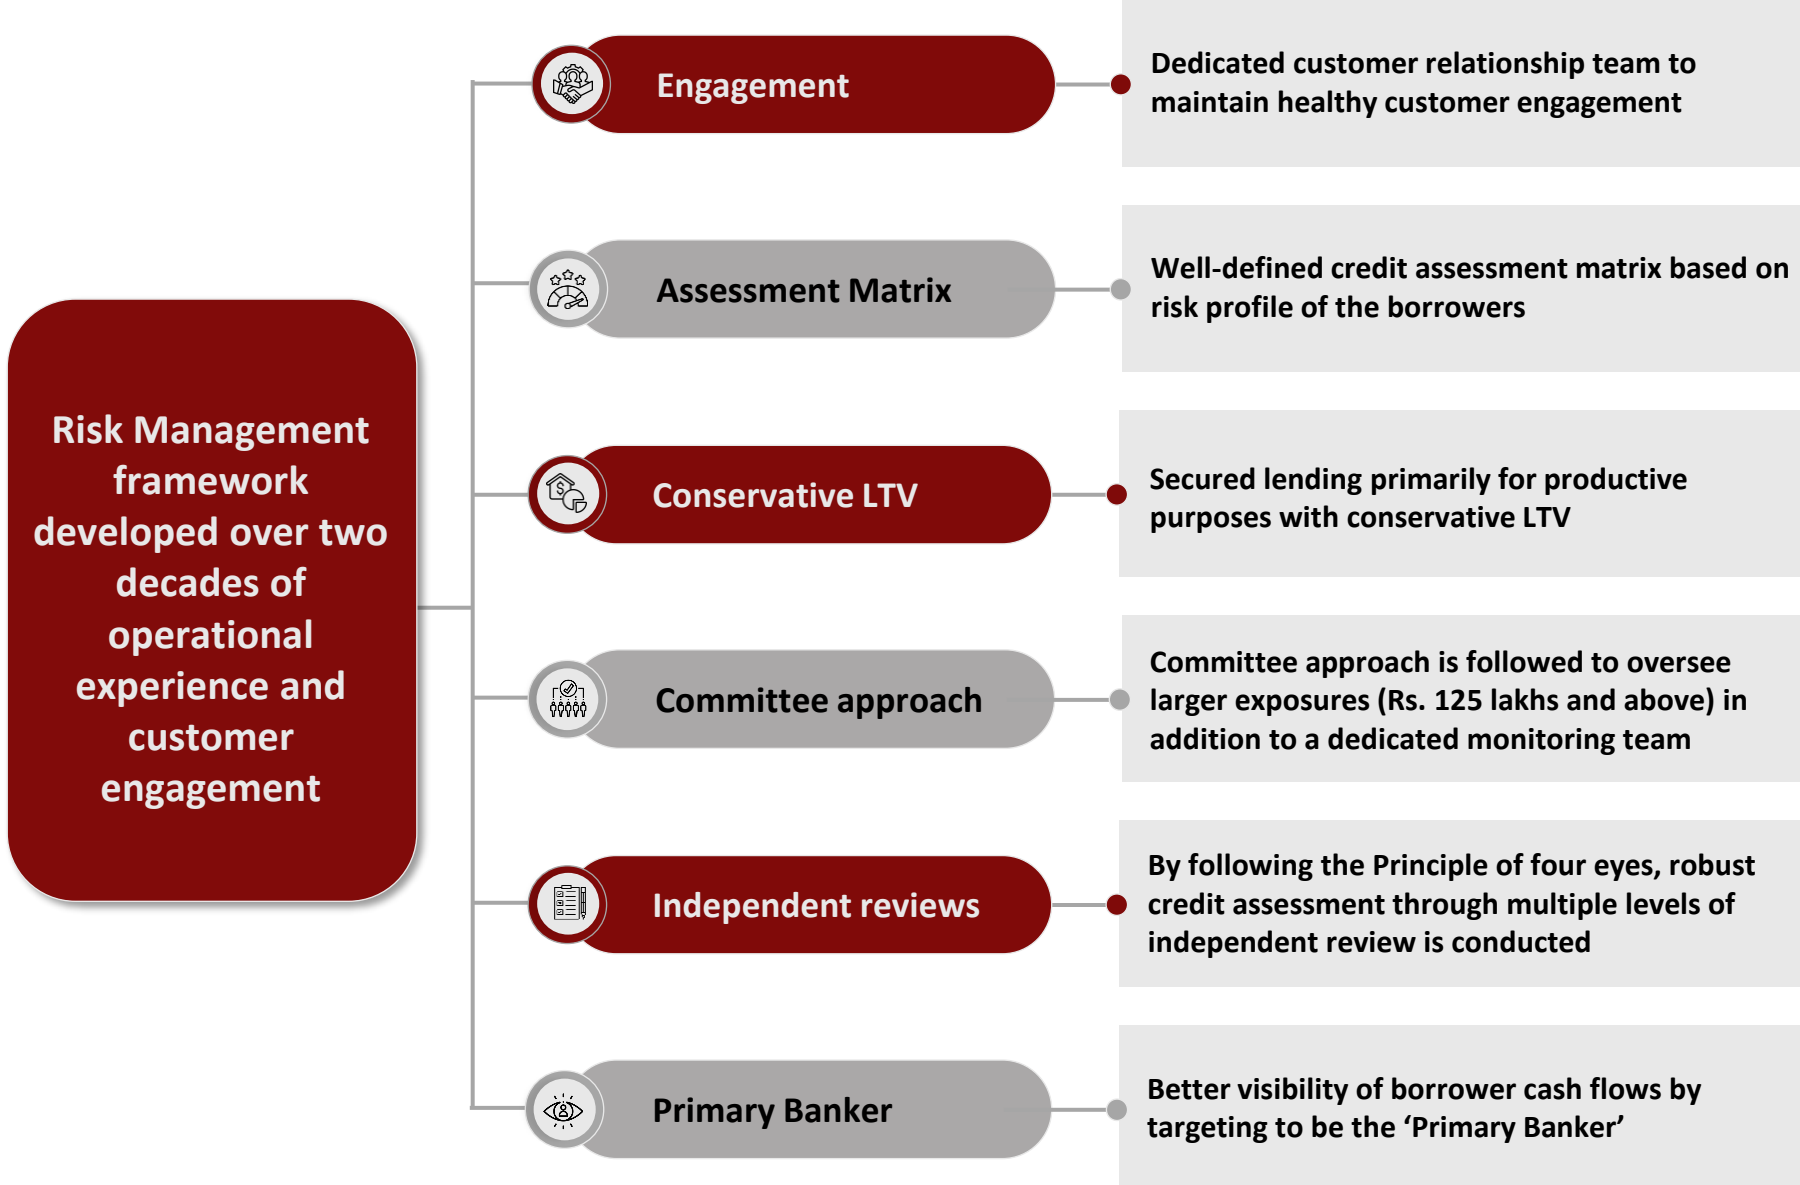 Risk Management
framework
developed over two
decades of
operational
experience and
customer
engagement
Engagement
Dedicated customer relationship team to
maintain healthy customer engagement
Assessment Matrix
Well-defined credit assessment matrix based on
risk profile of the borrowers
Conservative LTV
Secured lending primarily for productive
purposes with conservative LTV
Committee approach
Committee approach is followed to oversee
larger exposures (Rs. 125 lakhs and above) in
addition to a dedicated monitoring team
Independent reviews
By following the Principle of four eyes, robust
credit assessment through multiple levels of
independent review is conducted
Primary Banker
Better visibility of borrower cash flows by
targeting to be the ‘Primary Banker’